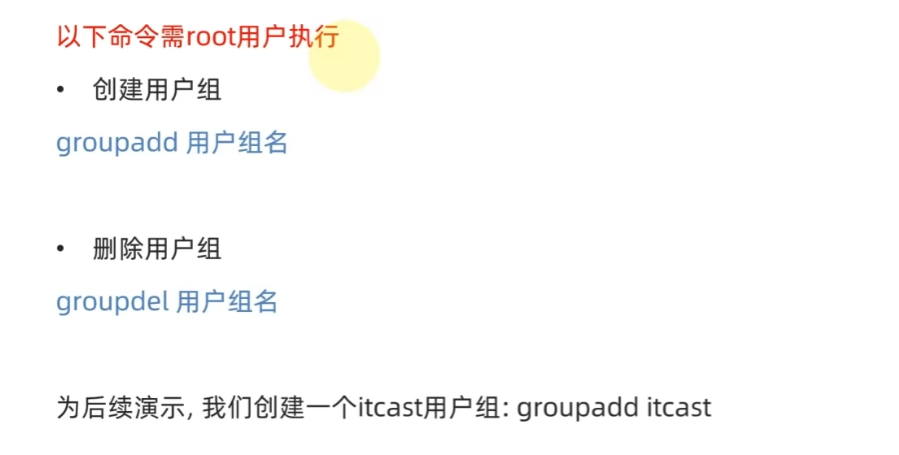 以下命令需root用户执行
• 创建用户组
groupadd 用户组名
• 删除用户组
groupdel 用户组名
为后续演示, 我们创建一个itcast用户组: groupadd itcast